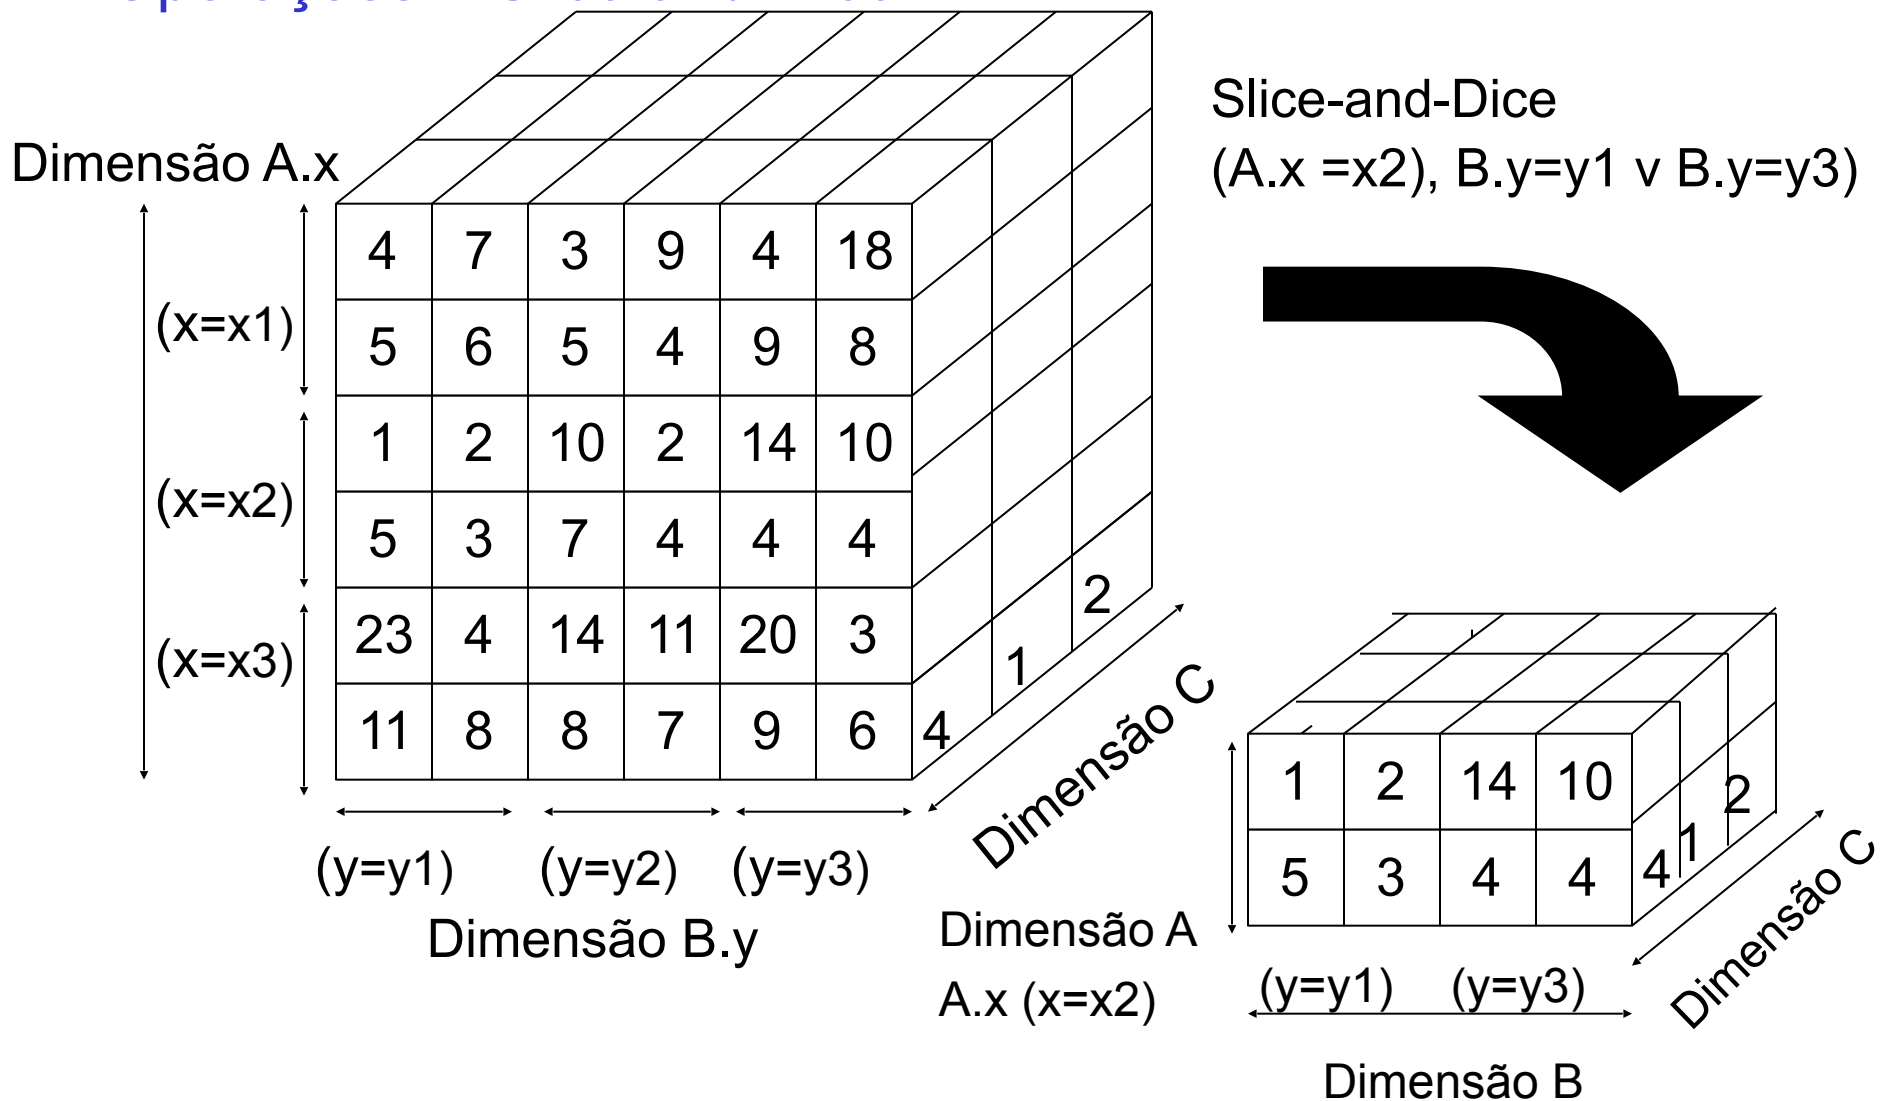 Slice-and-Dice
(A.x =x2), B.y=y1 v B.y=y3)
Dimensão A.x
(x=x1)
(x=x2)
(x=x3)
4 7 3 9 4 18
5 6 5 4 9 8
1 2 10 2 14 10
5 3 7 4 4 4
23 4 14 11 20 3
11 8 8 7 9 6
4 1 2
Dimensão C
(y=y1) (y=y2) (y=y3)
Dimensão B.y
1 2 14 10
5 3 4 4
4 1 2
Dimensão C
Dimensão A
A.x (x=x2)
(y=y1) (y=y3)
Dimensão B